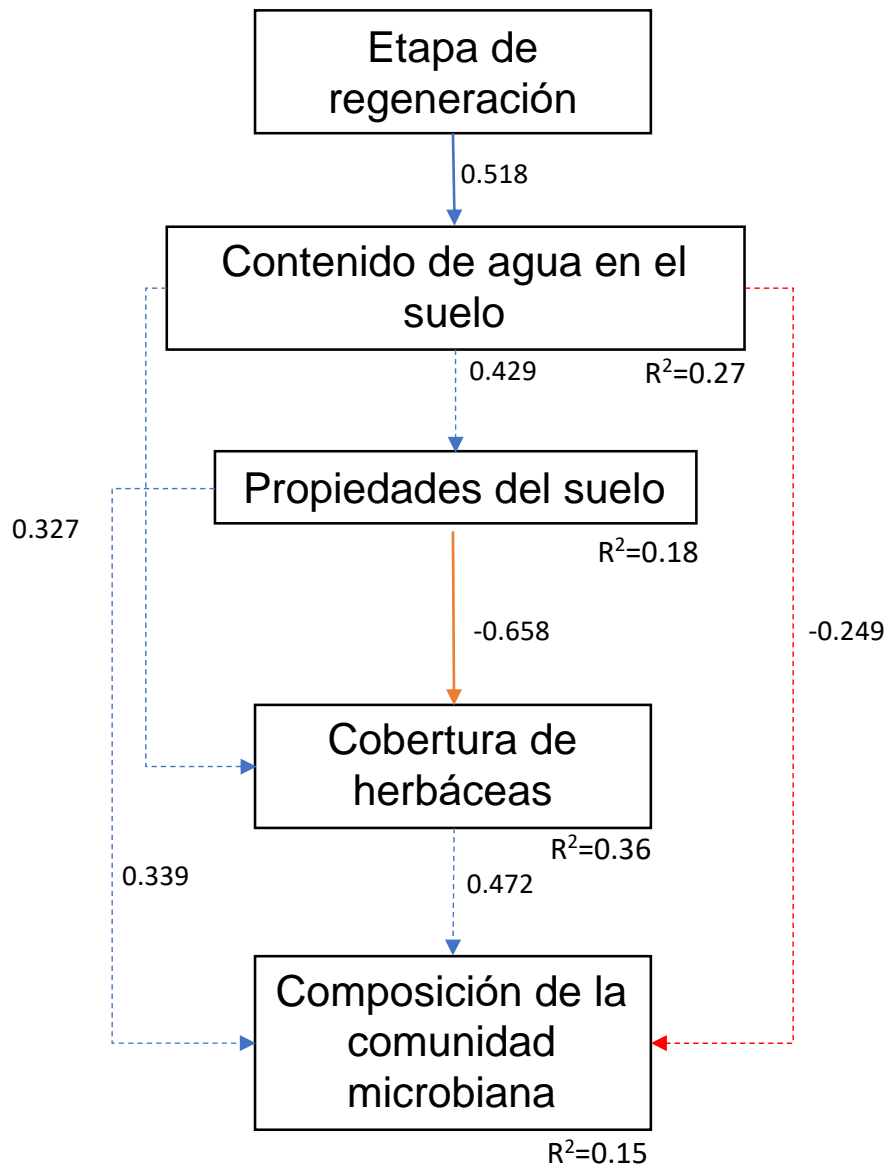 Etapa de
regeneración
0.518
Contenido de agua en el
suelo
0.429
R²=0.27
Propiedades del suelo
0.327
R²=0.18
-0.658
-0.249
Cobertura de
herbáceas
R²=0.36
0.339
0.472
Composición de la
comunidad
microbiana
R²=0.15